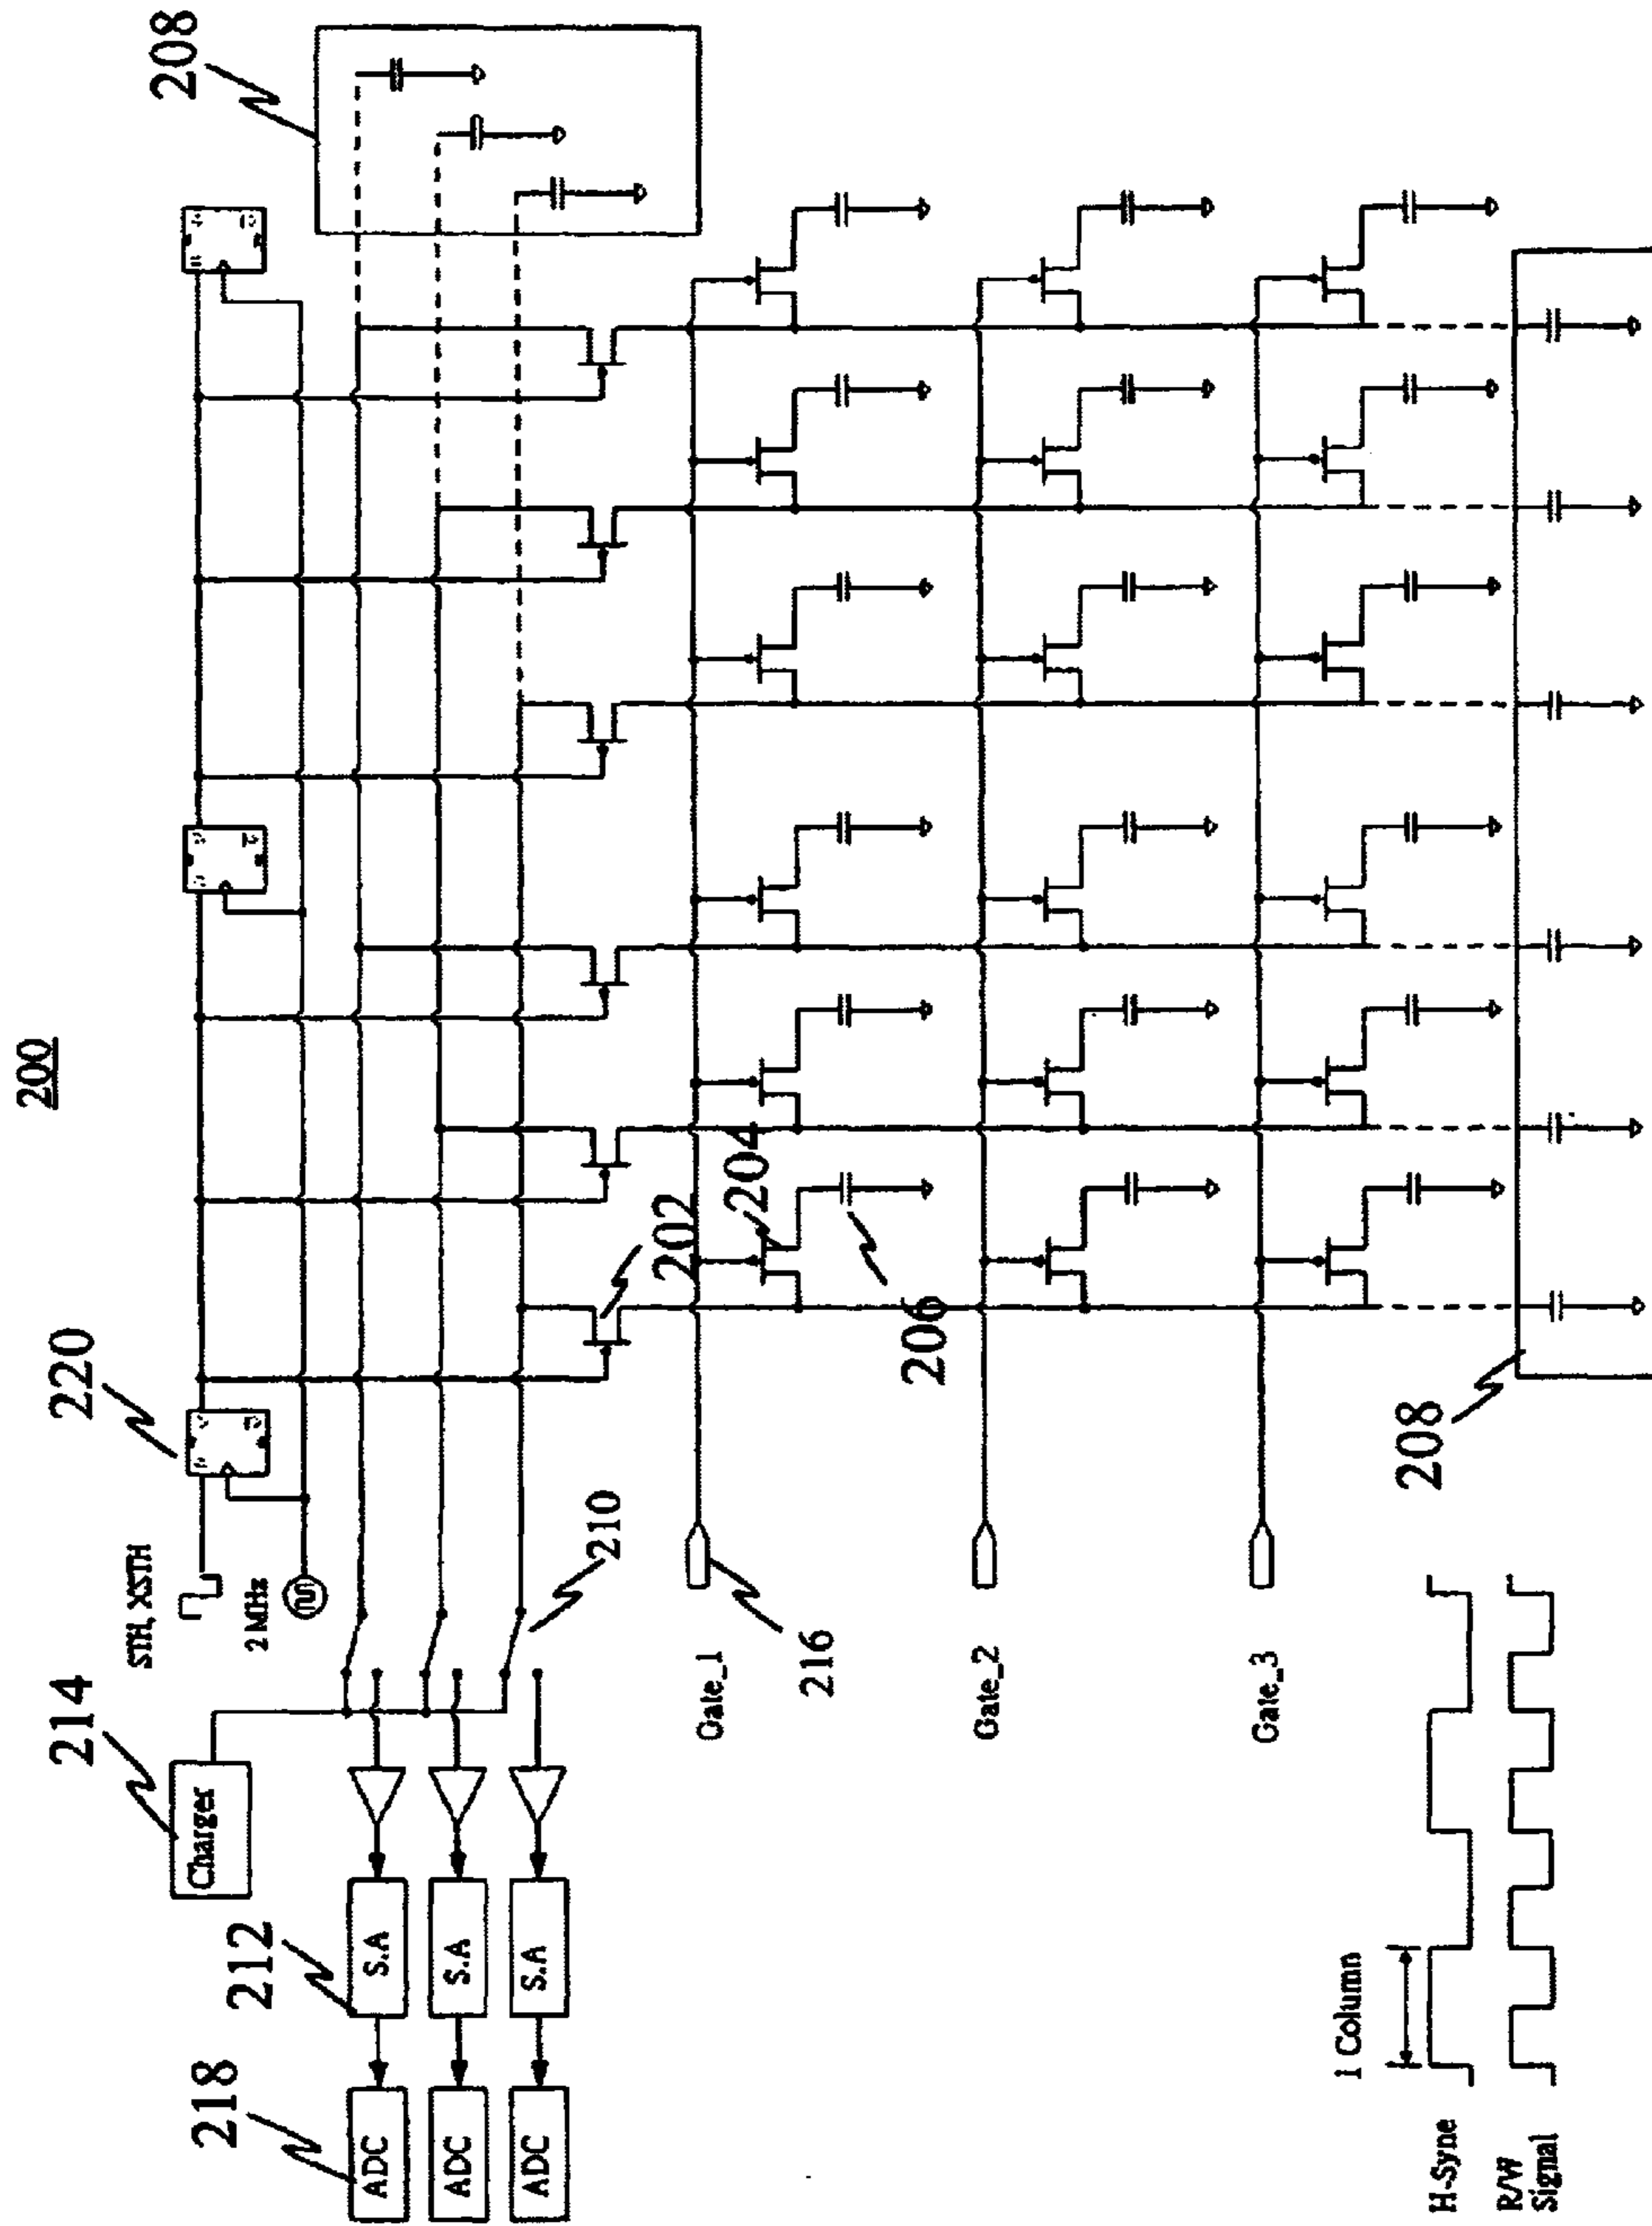 200
220
208
214
STH, XSTH
2 MHz
Charger
212
218
ADC
S.A
ADC
S.A
ADC
S.A
210
202
204
206
Gate_1
216
Gate_2
Gate_3
208
1 Column
H-Syne
R/W
Signal